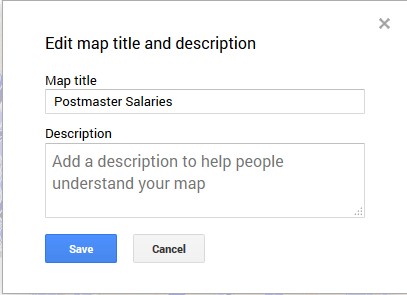 Edit map title and description
Map title
Postmaster Salaries
Description
Add a description to help people
understand your map
Save Cancel